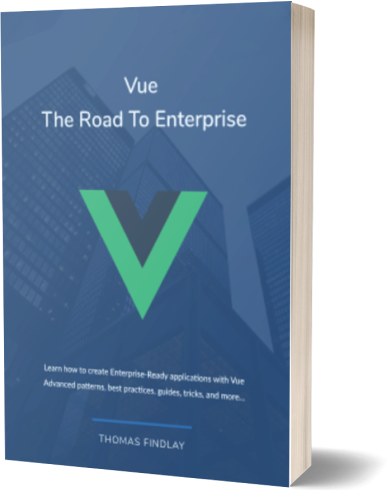 Vue
The Road To Enterprise
Learn how to create Enterprise-Ready applications with Vue
Advanced patterns, best practices, guides, tricks, and more...
THOMAS FINDLAY